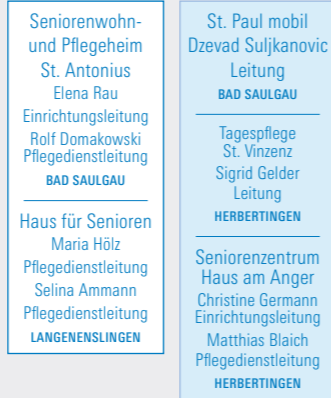 Seniorenwohn-
und Pflegeheim
St. Antonius
Elena Rau
Einrichtungsleitung
Rolf Domakowski
Pflegedienstleitung
BAD SAULGAU
Haus für Senioren
Maria Hölz
Pflegedienstleitung
Selina Ammann
Pflegedienstleitung
LANGENENSLINGEN
St. Paul mobil
Dzevad Suljkanovic
Leitung
BAD SAULGAU
Tagespflege
St. Vinzenz
Sigrid Gelder
Leitung
HERBERTINGEN
Seniorenzentrum
Haus am Anger
Christine Germann
Einrichtungsleitung
Matthias Blaich
Pflegedienstleitung
HERBERTINGEN